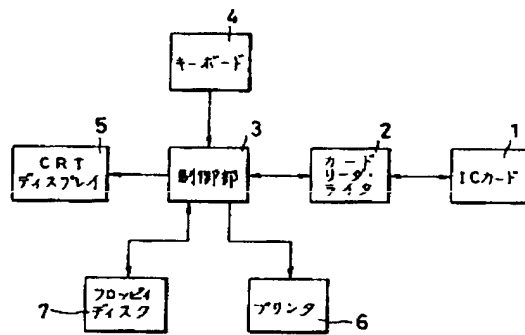 4
キーボード
5
CRT
ディスプレイ
3
制御部
2
カード
リーダ・
ライタ
1
ICカード
7
フロッピィ
ディスク
プリンタ
6